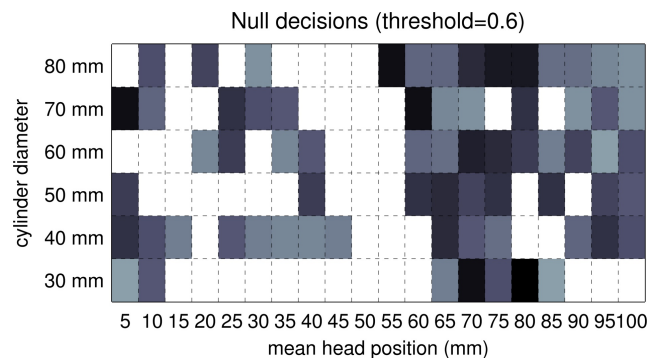 Null decisions (threshold=0.6)
80 mm
70 mm
60 mm
50 mm
40 mm
30 mm
cylinder diameter
5 10 15 20 25 30 35 40 45 50 55 60 65 70 75 80 85 90 95 100
mean head position (mm)